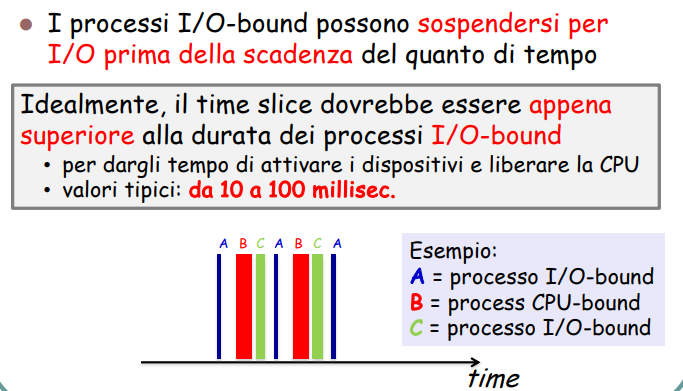 I processi I/O-bound possono sospendersi per
I/O prima della scadenza del quanto di tempo
Idealmente, il time slice dovrebbe essere appena
superiore alla durata dei processi I/O-bound
• per dargli tempo di attivare i dispositivi e liberare la CPU
• valori tipici: da 10 a 100 millisec.
A B C A B C A
Esempio:
A = processo I/O-bound
B = process CPU-bound
C = processo I/O-bound
time